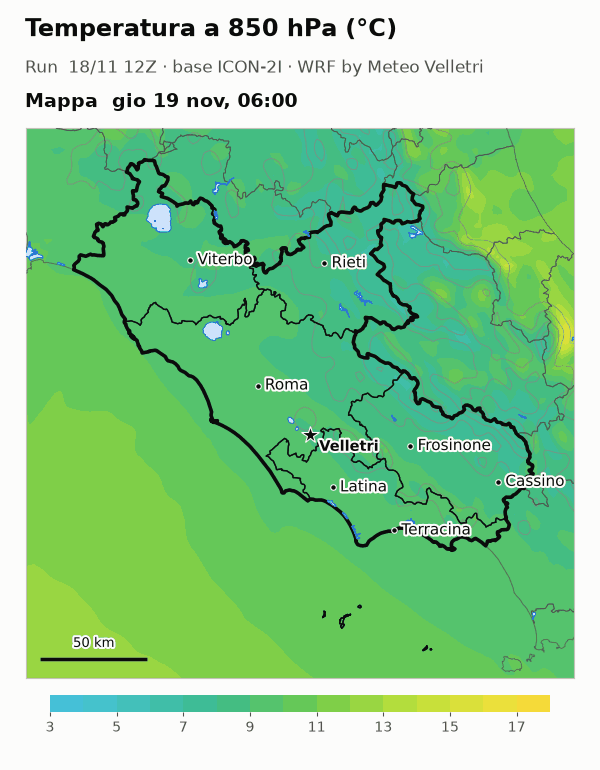 Temperatura a 850 hPa (°C)
Run  18/11 12Z · base ICON-2I · WRF by Meteo Velletri
Mappa  gio 19 nov, 06:00
Viterbo
Rieti
Roma
Velletri
Frosinone
Latina
Cassino
Terracina
50 km
3 5 7 9 11 13 15 17